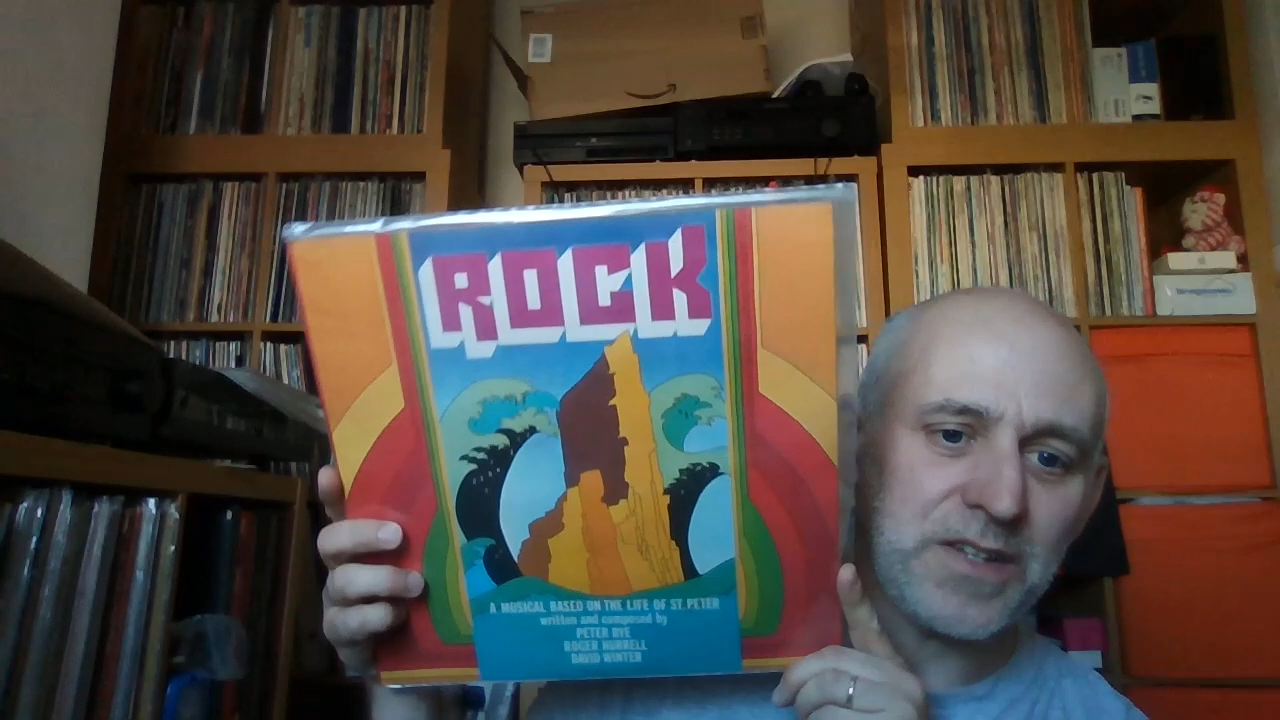 ROCK
A MUSICAL BASED ON THE LIFE OF ST. PETER
written and composed by
PETER RYE
ROGER HURRELL
DAVID WINTER